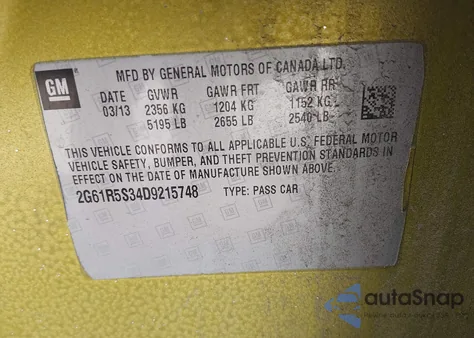 GM
MFD BY GENERAL MOTORS OF CANADA LTD.
DATE GVWR GAWR FRT GAWR RR
03/13 2356 KG 1204 KG 1152 KG
5195 LB 2655 LB 2540 LB
THIS VEHICLE CONFORMS TO ALL APPLICABLE U.S. FEDERAL MOTOR
VEHICLE SAFETY, BUMPER, AND THEFT PREVENTION STANDARDS IN
EFFECT ON THE DATE OF MANUFACTURE SHOWN ABOVE.
2G61R5S34D9215748 TYPE: PASS CAR
autoSnap